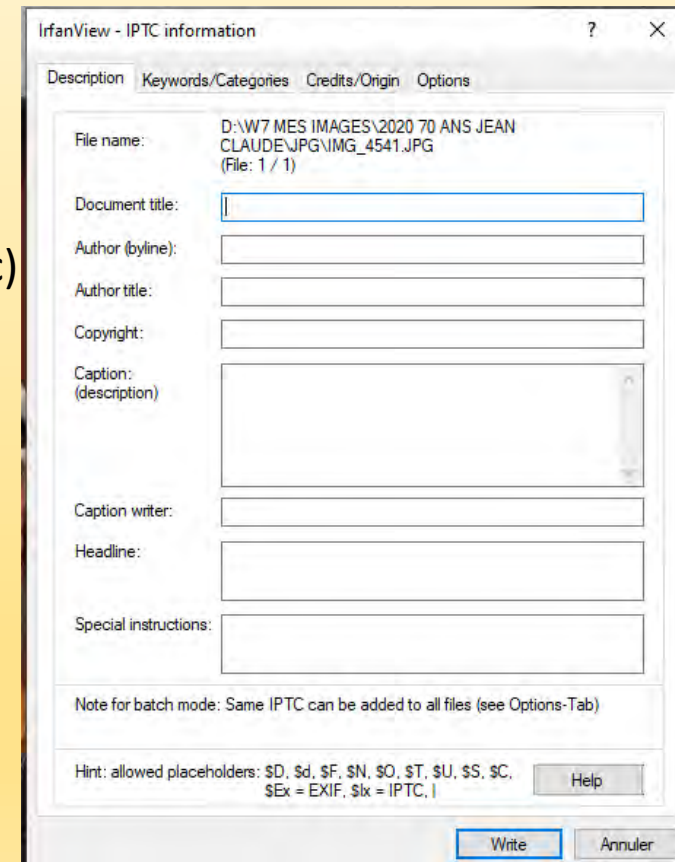 IrfanView - IPTC information ? X
Description Keywords/Categories Credits/Origin Options
File name: D:\W7 MES IMAGES\2020 70 ANS JEAN
CLAUDE\JPG\IMG_4541.JPG
(File: 1 / 1)
Document title:
Author (byline):
c)
Author title:
Copyright:
Caption:
(description)
Caption writer:
Headline:
Special instructions:
Note for batch mode: Same IPTC can be added to all files (see Options-Tab)
Hint: allowed placeholders: $D, $d, $F, $N, $O, $T, $U, $S, $C,
$Ex = EXIF, $Ix = IPTC, |
Help
Write Annuler